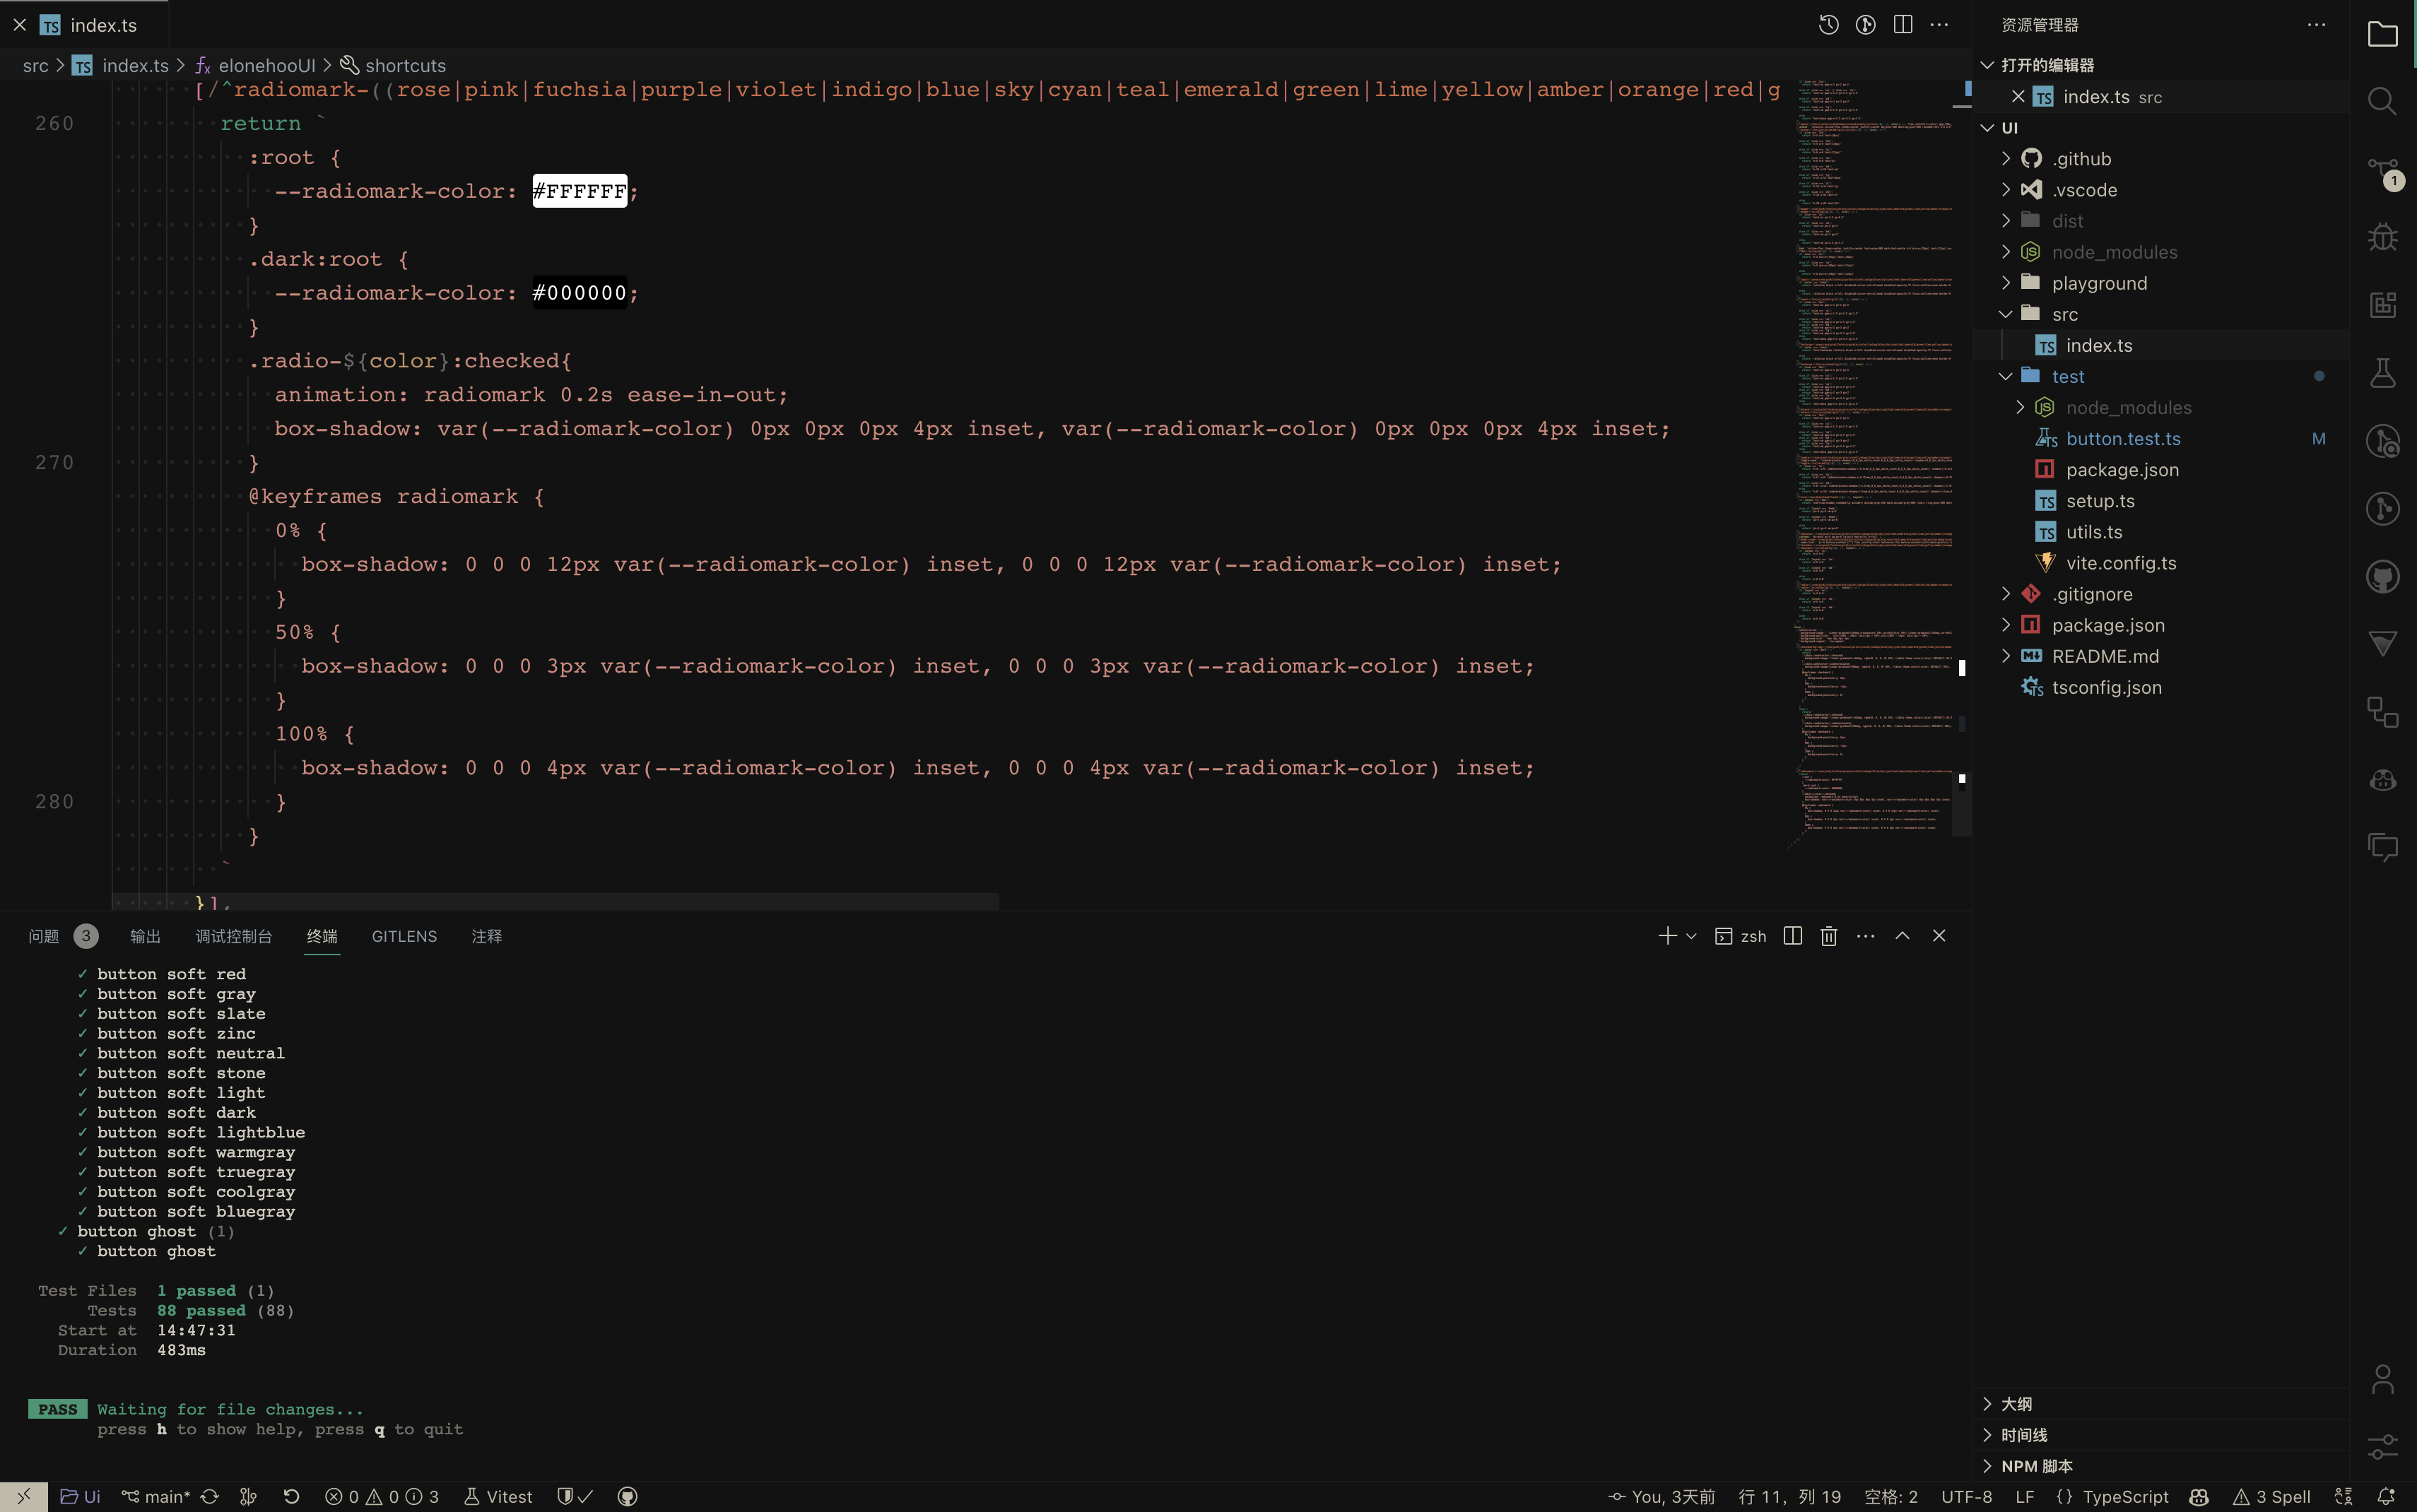 index.ts
src > index.ts > elonehooUI > shortcuts
[/^radiomark-((rose|pink|fuchsia|purple|violet|indigo|blue|sky|cyan|teal|emerald|green|lime|yellow|amber|orange|red|g
260 return `
:root {
--radiomark-color: #FFFFFF;
}
.dark:root {
--radiomark-color: #000000;
}
.radio-${color}:checked{
animation: radiomark 0.2s ease-in-out;
box-shadow: var(--radiomark-color) 0px 0px 0px 4px inset, var(--radiomark-color) 0px 0px 0px 4px inset;
270 }
@keyframes radiomark {
0% {
box-shadow: 0 0 0 12px var(--radiomark-color) inset, 0 0 0 12px var(--radiomark-color) inset;
}
50% {
box-shadow: 0 0 0 3px var(--radiomark-color) inset, 0 0 0 3px var(--radiomark-color) inset;
}
100% {
box-shadow: 0 0 0 4px var(--radiomark-color) inset, 0 0 0 4px var(--radiomark-color) inset;
280 }
}
`
}],
问题 3 输出 调试控制台 终端 GITLENS 注释 zsh
✓ button soft red
✓ button soft gray
✓ button soft slate
✓ button soft zinc
✓ button soft neutral
✓ button soft stone
✓ button soft light
✓ button soft dark
✓ button soft lightblue
✓ button soft warmgray
✓ button soft truegray
✓ button soft coolgray
✓ button soft bluegray
✓ button ghost (1)
✓ button ghost
Test Files 1 passed (1)
Tests 88 passed (88)
Start at 14:47:31
Duration 483ms
PASS Waiting for file changes...
press h to show help, press q to quit
资源管理器
打开的编辑器
index.ts src
UI
.github
.vscode
dist
node_modules
playground
src
index.ts
test
node_modules
button.test.ts M
package.json
setup.ts
utils.ts
vite.config.ts
.gitignore
package.json
README.md
tsconfig.json
大纲
时间线
NPM 脚本
1
Ui main* 0 0 3 Vitest You, 3天前 行 11，列 19 空格: 2 UTF-8 LF {} TypeScript 3 Spell